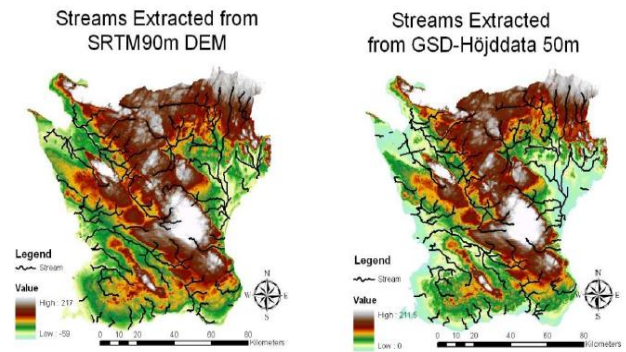 Streams Extracted from
SRTM90m DEM
Legend
Stream
Value
High : 217
Low : -59
N
W E
S
0 10 20 40 60 80
Kilometers
Streams Extracted
from GSD-Höjddata 50m
Legend
Stream
Value
High : 211.5
Low : 0
N
W E
S
0 10 20 40 60 80
Kilometers